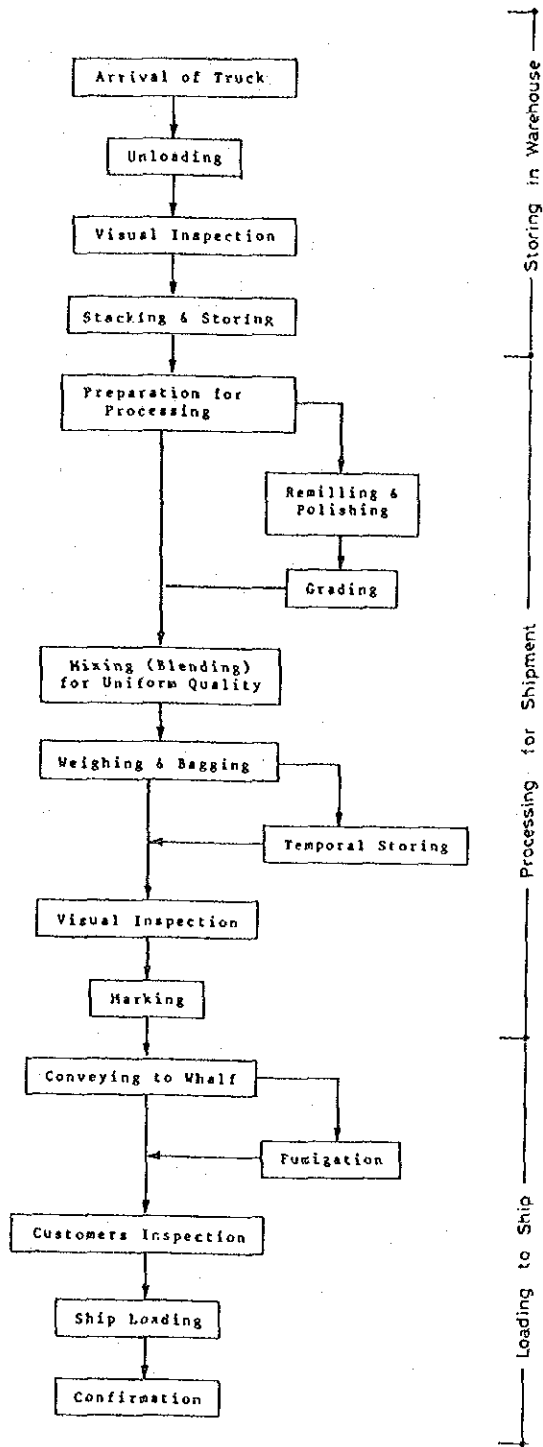 Arrival of Truck
Unloading
Visual Inspection
Stacking & Storing
Storing in Warehouse
Preparation for
Processing
Remilling &
Polishing
Grading
Mixing (Blending)
for Uniform Quality
Weighing & Bagging
Temporal Storing
Visual Inspection
Marking
Processing for Shipment
Conveying to Whalf
Fumigation
Customers Inspection
Ship Loading
Confirmation
Loading to Ship